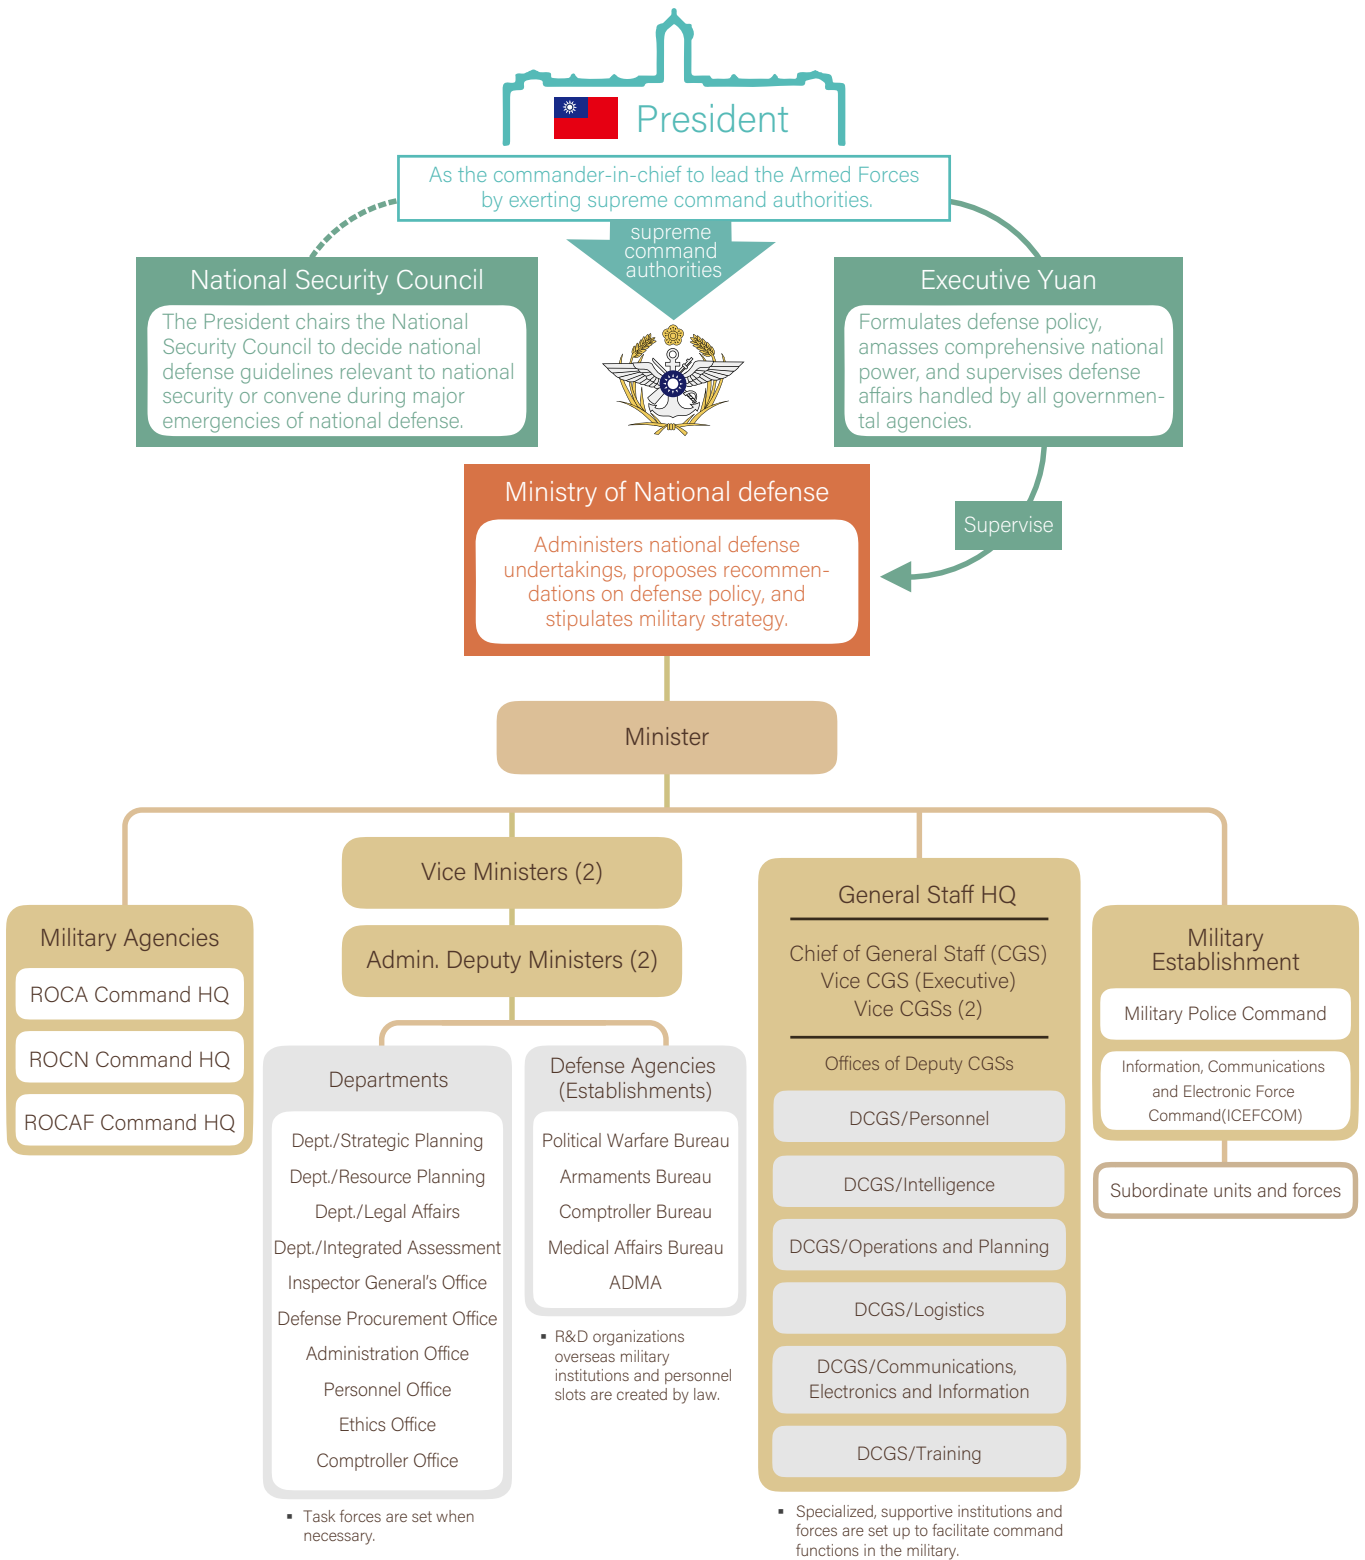 President
As the commander-in-chief to lead the Armed Forces
by exerting supreme command authorities.
supreme
command
authorities
National Security Council
The President chairs the National
Security Council to decide national
defense guidelines relevant to national
security or convene during major
emergencies of national defense.
Executive Yuan
Formulates defense policy,
amasses comprehensive national
power, and supervises defense
affairs handled by all governmen-
tal agencies.
Supervise
Ministry of National defense
Administers national defense
undertakings, proposes recommen-
dations on defense policy, and
stipulates military strategy.
Minister
Military Agencies
ROCA Command HQ
ROCN Command HQ
ROCAF Command HQ
Vice Ministers (2)
Admin. Deputy Ministers (2)
Departments
Dept./Strategic Planning
Dept./Resource Planning
Dept./Legal Affairs
Dept./Integrated Assessment
Inspector General's Office
Defense Procurement Office
Administration Office
Personnel Office
Ethics Office
Comptroller Office
▪ Task forces are set when
necessary.
Defense Agencies
(Establishments)
Political Warfare Bureau
Armaments Bureau
Comptroller Bureau
Medical Affairs Bureau
ADMA
▪ R&D organizations
overseas military
institutions and personnel
slots are created by law.
General Staff HQ
Chief of General Staff (CGS)
Vice CGS (Executive)
Vice CGSs (2)
Offices of Deputy CGSs
DCGS/Personnel
DCGS/Intelligence
DCGS/Operations and Planning
DCGS/Logistics
DCGS/Communications,
Electronics and Information
DCGS/Training
▪ Specialized, supportive institutions and
forces are set up to facilitate command
functions in the military.
Military
Establishment
Military Police Command
Information, Communications
and Electronic Force
Command(ICEFCOM)
Subordinate units and forces